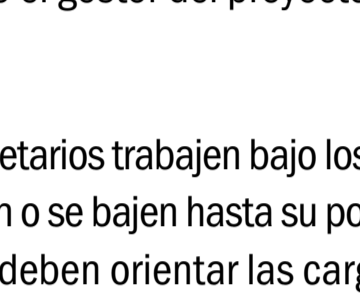 o el gestor del proyecto
etarios trabajen bajo los
n o se bajen hasta su po
deben orientar las carg